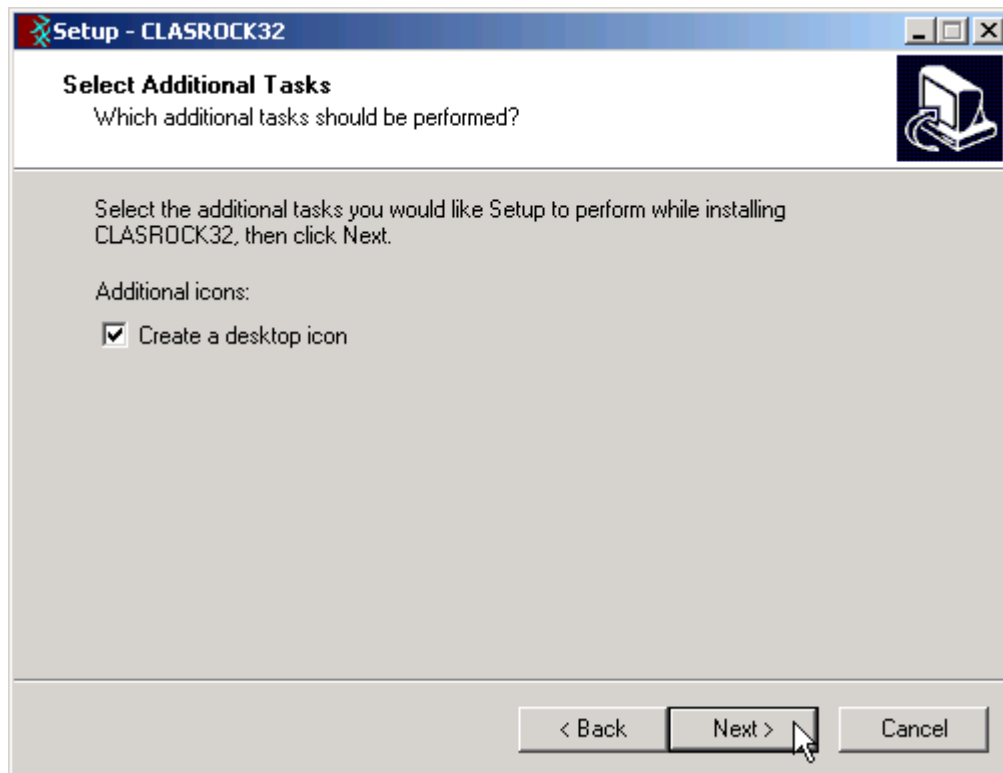 Setup - CLASROCK32
Select Additional Tasks
Which additional tasks should be performed?
Select the additional tasks you would like Setup to perform while installing
CLASROCK32, then click Next.
Additional icons:
Create a desktop icon
< Back
Next >
Cancel